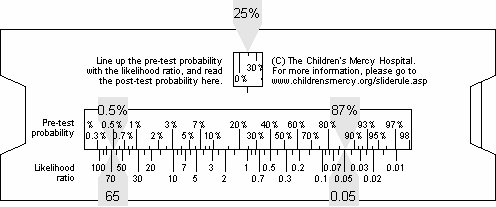 25%
Line up the pre-test probability
with the likelihood ratio, and read
the post-test probability here.
30%
0%
(C) The Children's Mercy Hospital.
For more information, please go to
www.childrensmercy.org/sliderule.asp
0.5% 87%
Pre-test
probability
% 0.5% 1% 3% 7% 20% 40% 60% 80% 93% 97%
0.3% 0.7% 2% 5% 10% 30% 50% 70% 90% 95% 98
Likelihood
ratio
100 50 20 7 3 1 0.5 0.2 0.07 0.03 0.01
70 30 10 5 2 0.7 0.3 0.1 0.05 0.02
65 0.05